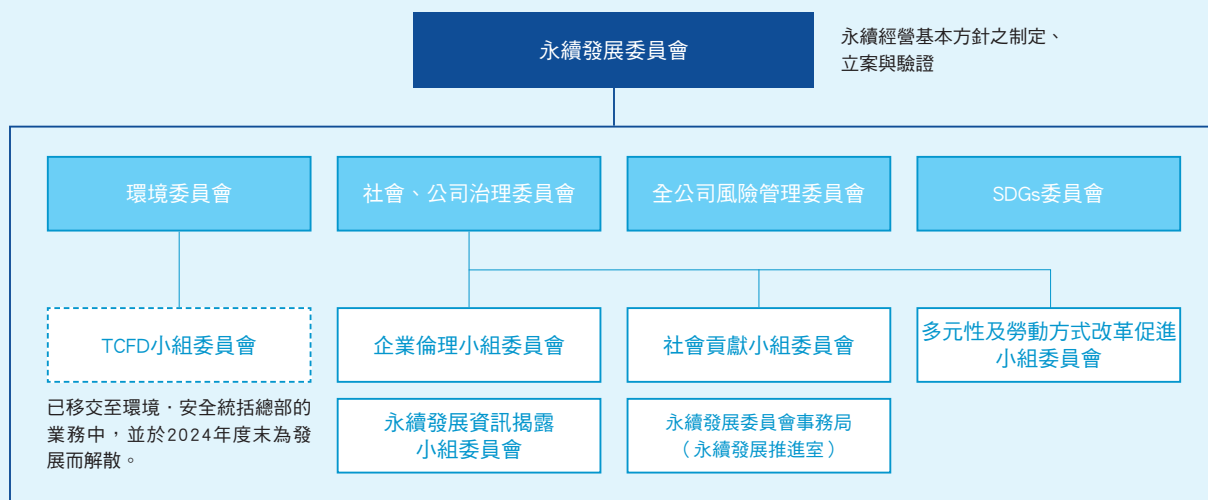 永續發展委員會
永續經營基本方針之制定、
立案與驗證
環境委員會
社會、公司治理委員會
全公司風險管理委員會
SDGs委員會
TCFD小組委員會
企業倫理小組委員會
社會貢獻小組委員會
多元性及勞動方式改革促進
小組委員會
已移交至環境・安全統括總部的
業務中，並於2024年度末為發
展而解散。
永續發展資訊揭露
小組委員會
永續發展委員會事務局
（永續發展推進室）